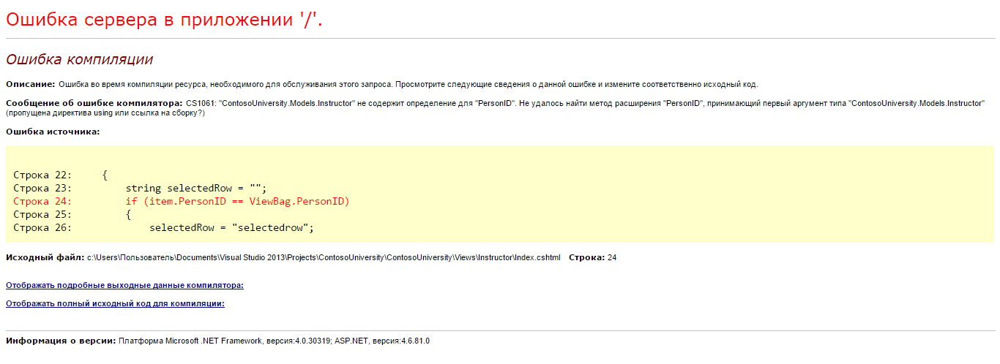 Ошибка сервера в приложении '/'.
Ошибка компиляции
Описание: Ошибка во время компиляции ресурса, необходимого для обслуживания этого запроса. Просмотрите следующие сведения о данной ошибке и измените соответственно исходный код.
Сообщение об ошибке компилятора: CS1061: "ContosoUniversity.Models.Instructor" не содержит определение для "PersonID". Не удалось найти метод расширения "PersonID", принимающий первый аргумент типа "ContosoUniversity.Models.Instructor"
(пропущена директива using или ссылка на сборку?)
Ошибка источника:
Строка 22:     {
Строка 23:         string selectedRow = "";
Строка 24:         if (item.PersonID == ViewBag.PersonID)
Строка 25:         {
Строка 26:             selectedRow = "selectedrow";
Исходный файл: c:\Users\Пользователь\Documents\Visual Studio 2013\Projects\ContosoUniversity\ContosoUniversity\Views\Instructor\Index.cshtml    Строка: 24
Отображать подробные выходные данные компилятора:
Отображать полный исходный код для компиляции:
Информация о версии: Платформа Microsoft .NET Framework, версия:4.0.30319; ASP.NET, версия:4.6.81.0